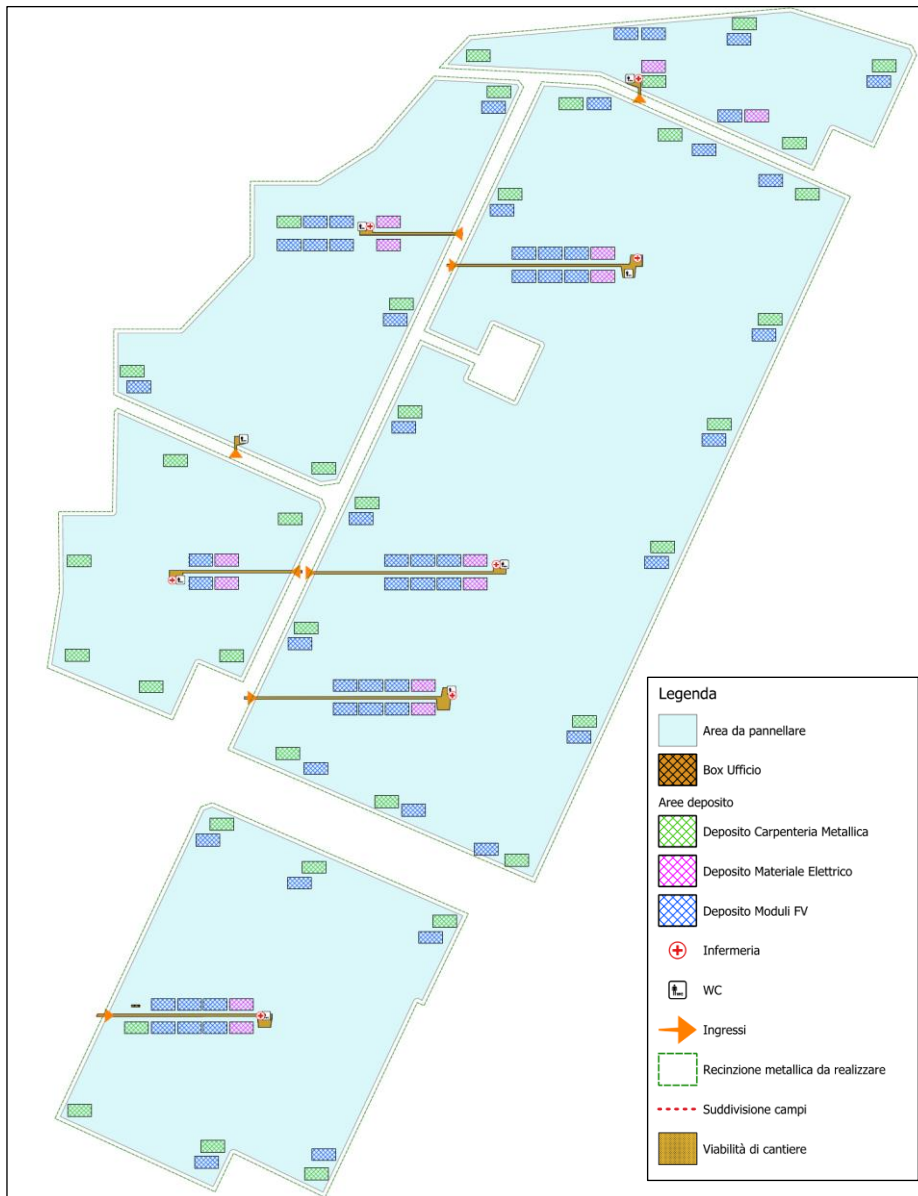 Legenda
Area da pannellare
Box Ufficio
Aree deposito
Deposito Carpenteria Metallica
Deposito Materiale Elettrico
Deposito Moduli FV
Infermeria
WC
Ingressi
Recinzione metallica da realizzare
Suddivisione campi
Viabilità di cantiere